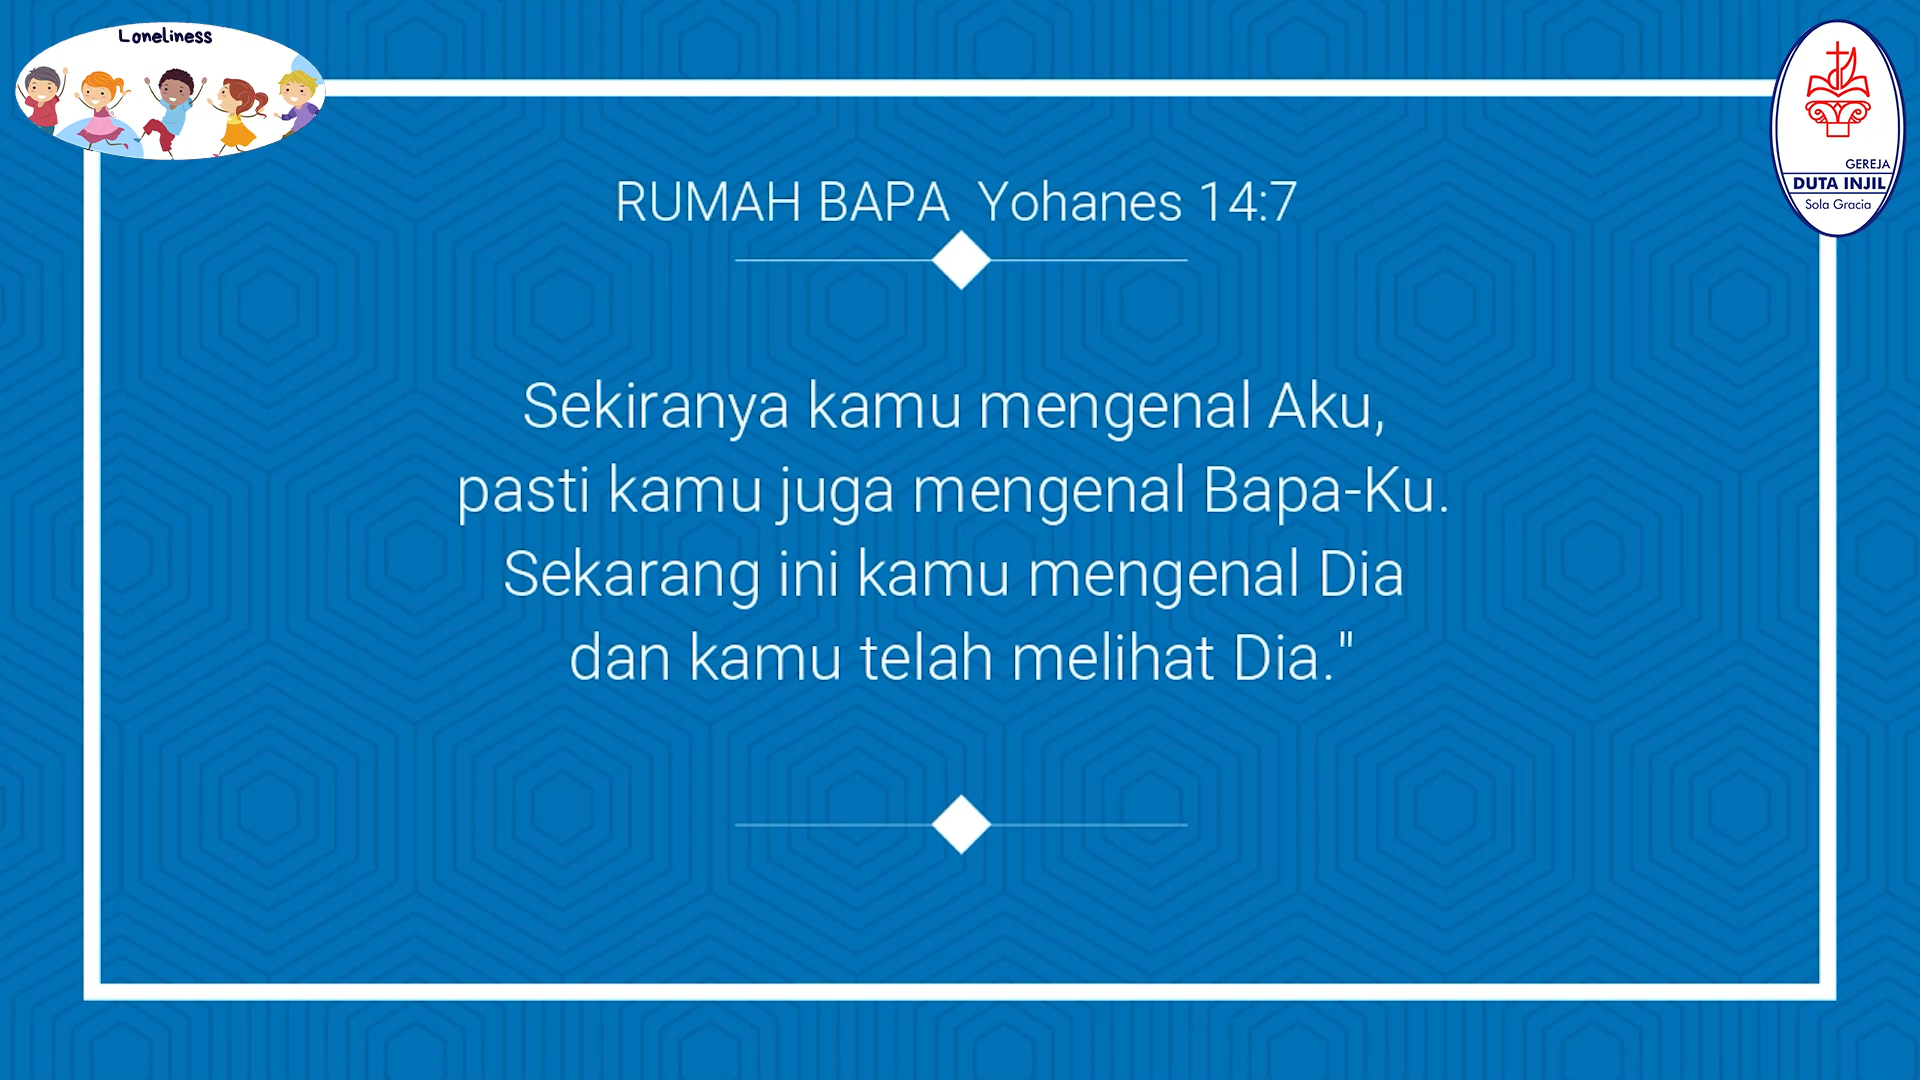 Loneliness
GEREJA
DUTA INJIL
Sola Gracia
RUMAH BAPA  Yohanes 14:7
Sekiranya kamu mengenal Aku,
pasti kamu juga mengenal Bapa-Ku.
Sekarang ini kamu mengenal Dia
dan kamu telah melihat Dia."